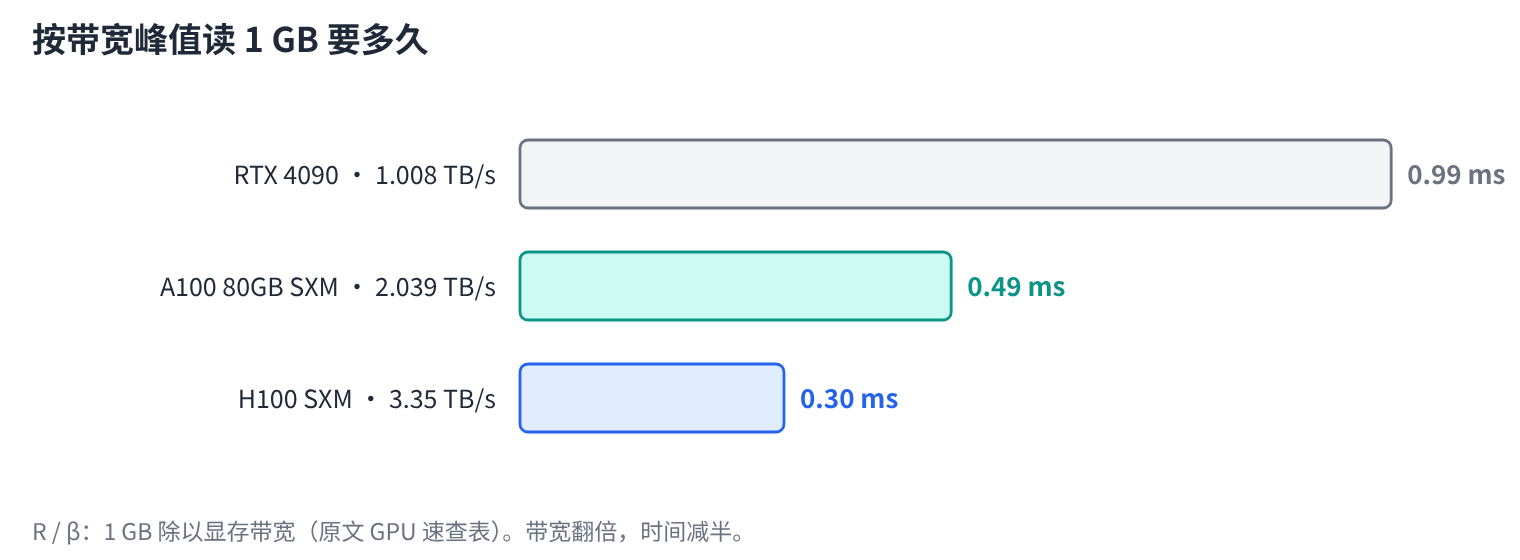 按带宽峰值读 1 GB 要多久
RTX 4090 · 1.008 TB/s 0.99 ms
A100 80GB SXM · 2.039 TB/s 0.49 ms
H100 SXM · 3.35 TB/s 0.30 ms
R / β：1 GB 除以显存带宽（原文 GPU 速查表）。带宽翻倍，时间减半。